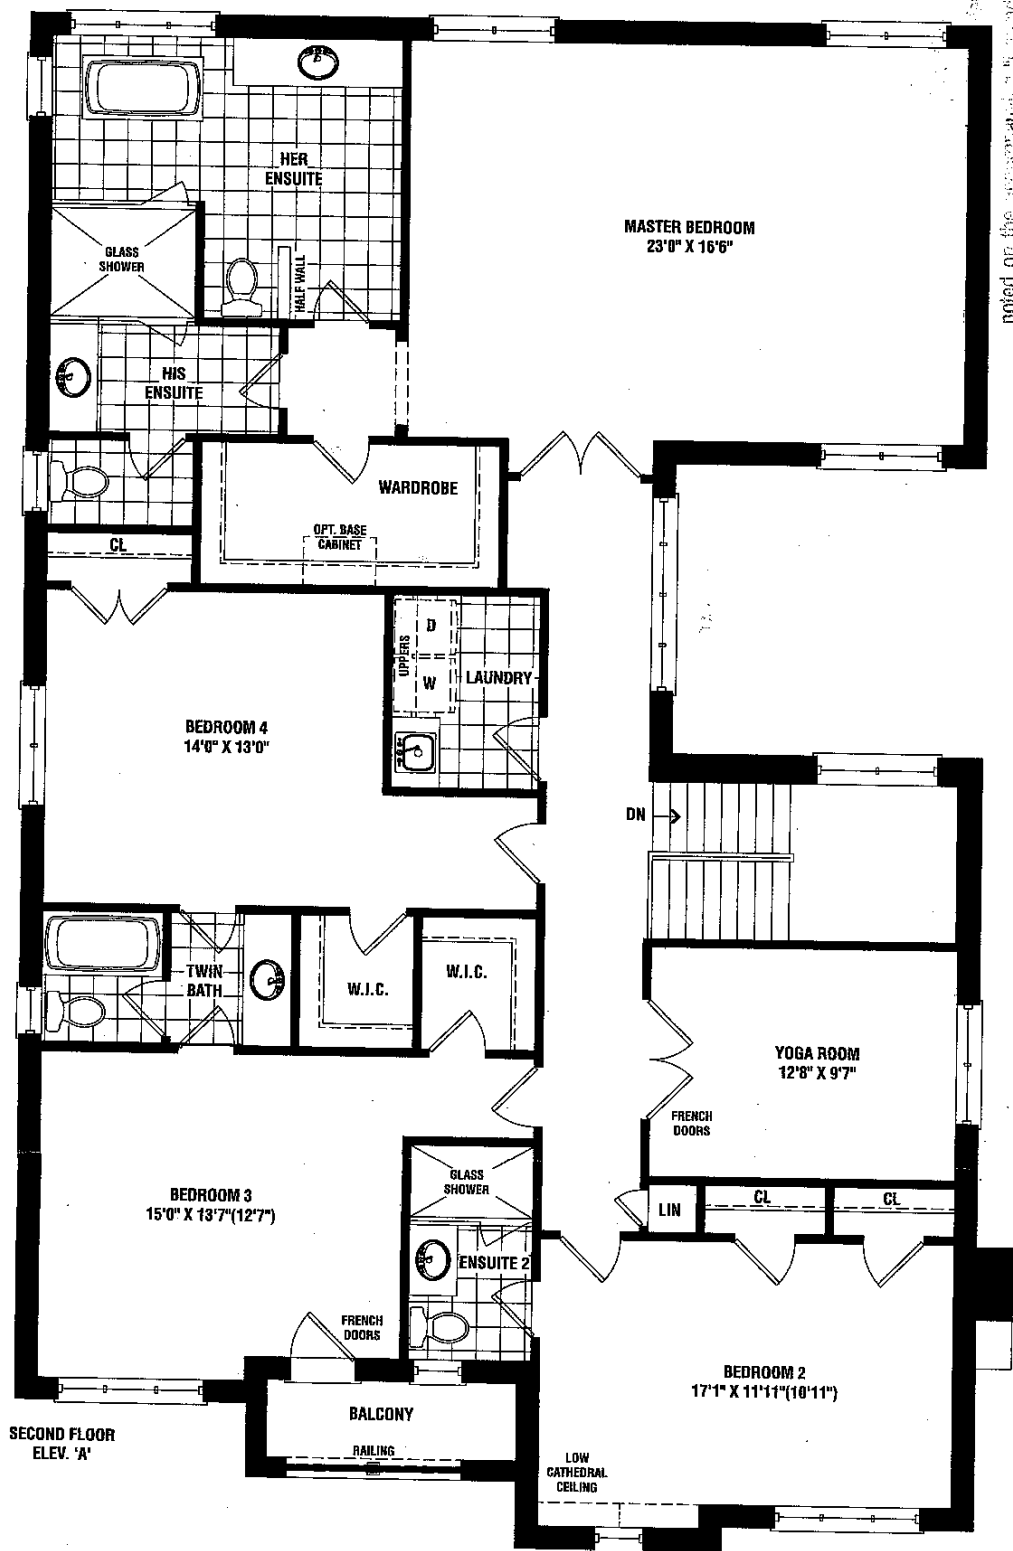 HER
ENSUITE
MASTER BEDROOM
23'0" X 16'6"
GLASS
SHOWER
HALF WALL
noted on the
HIS
ENSUITE
WARDROBE
OPT. BASE
CABINET
CL
D
UPPERS
W
LAUNDRY
BEDROOM 4
14'0" X 13'0"
DN
TWIN
BATH
W.I.C.
W.I.C.
YOGA ROOM
12'8" X 9'7"
FRENCH
DOORS
GLASS
SHOWER
BEDROOM 3
15'0" X 13'7"(12'7")
LIN
CL
CL
ENSUITE 2
FRENCH
DOORS
BEDROOM 2
17'1" X 11'11"(10'11")
BALCONY
RAILING
SECOND FLOOR
ELEV. 'A'
LOW
CATHEDRAL
CEILING